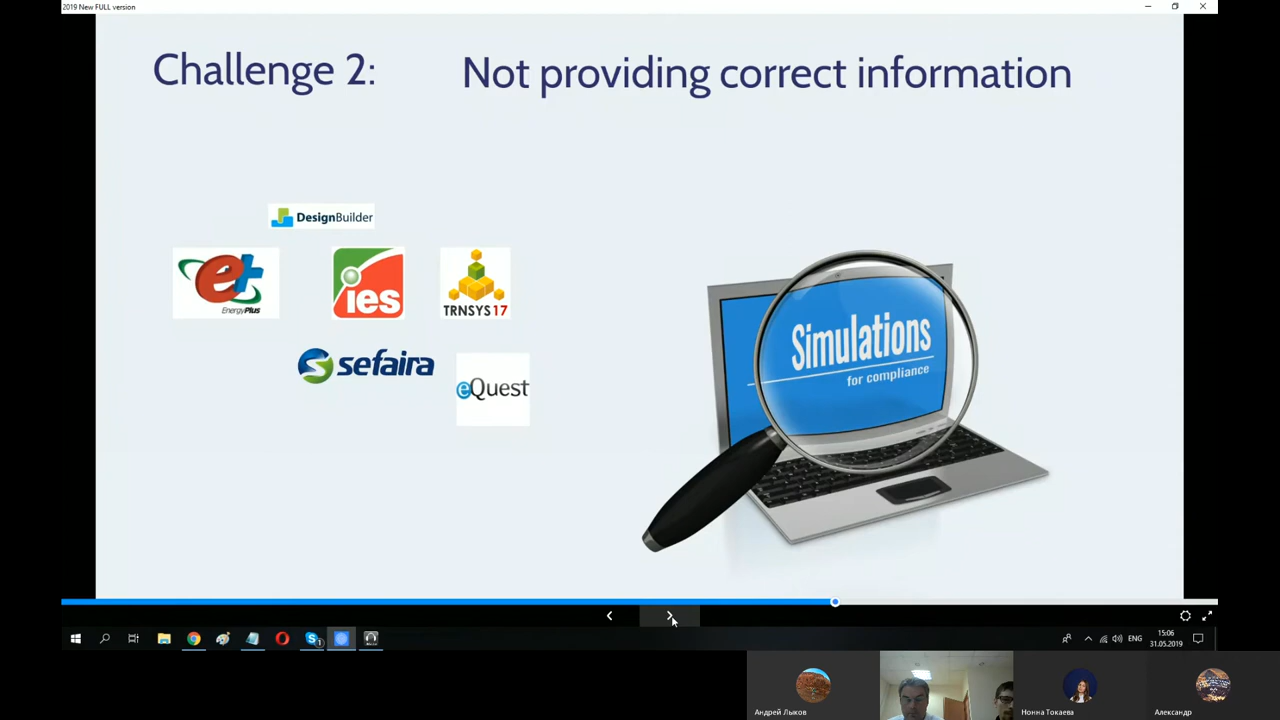 2019 New FULL version
Challenge 2: Not providing correct information
DesignBuilder
et
EnergyPlus
ies
TRNSYS 17
sefaira
eQuest
Simulations
for compliance
ENG
15:06
31.05.2019
Андрей Лыков
Нонна Токаева
Александр